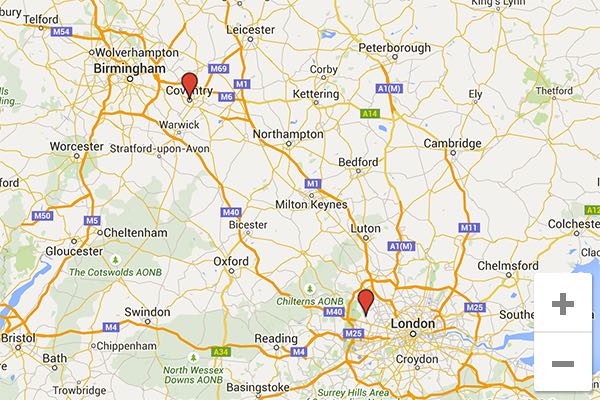 King's Lynn
sbury
Telford
M54
Leicester
Peterborough
Wolverhampton
Birmingham
M69
M1
Corby
A1(M)
Ely
Thetford
Coventry
M6
Kettering
A14
Warwick
Northampton
Cambridge
Worcester
Stratford-upon-Avon
Bedford
M1
Milton Keynes
M50
M5
M40
Bicester
Luton
A1(M)
M11
A12
Colchester
Cheltenham
Gloucester
The Cotswolds AONB
Oxford
Chelmsford
Chilterns AONB
M40
M25
Swindon
M4
M25
London
Southe
Bristol
Chippenham
A34
Reading
M4
Croydon
Bath
North Wessex
Downs AONB
Trowbridge
Basingstoke
Surrey Hills Area
+
−